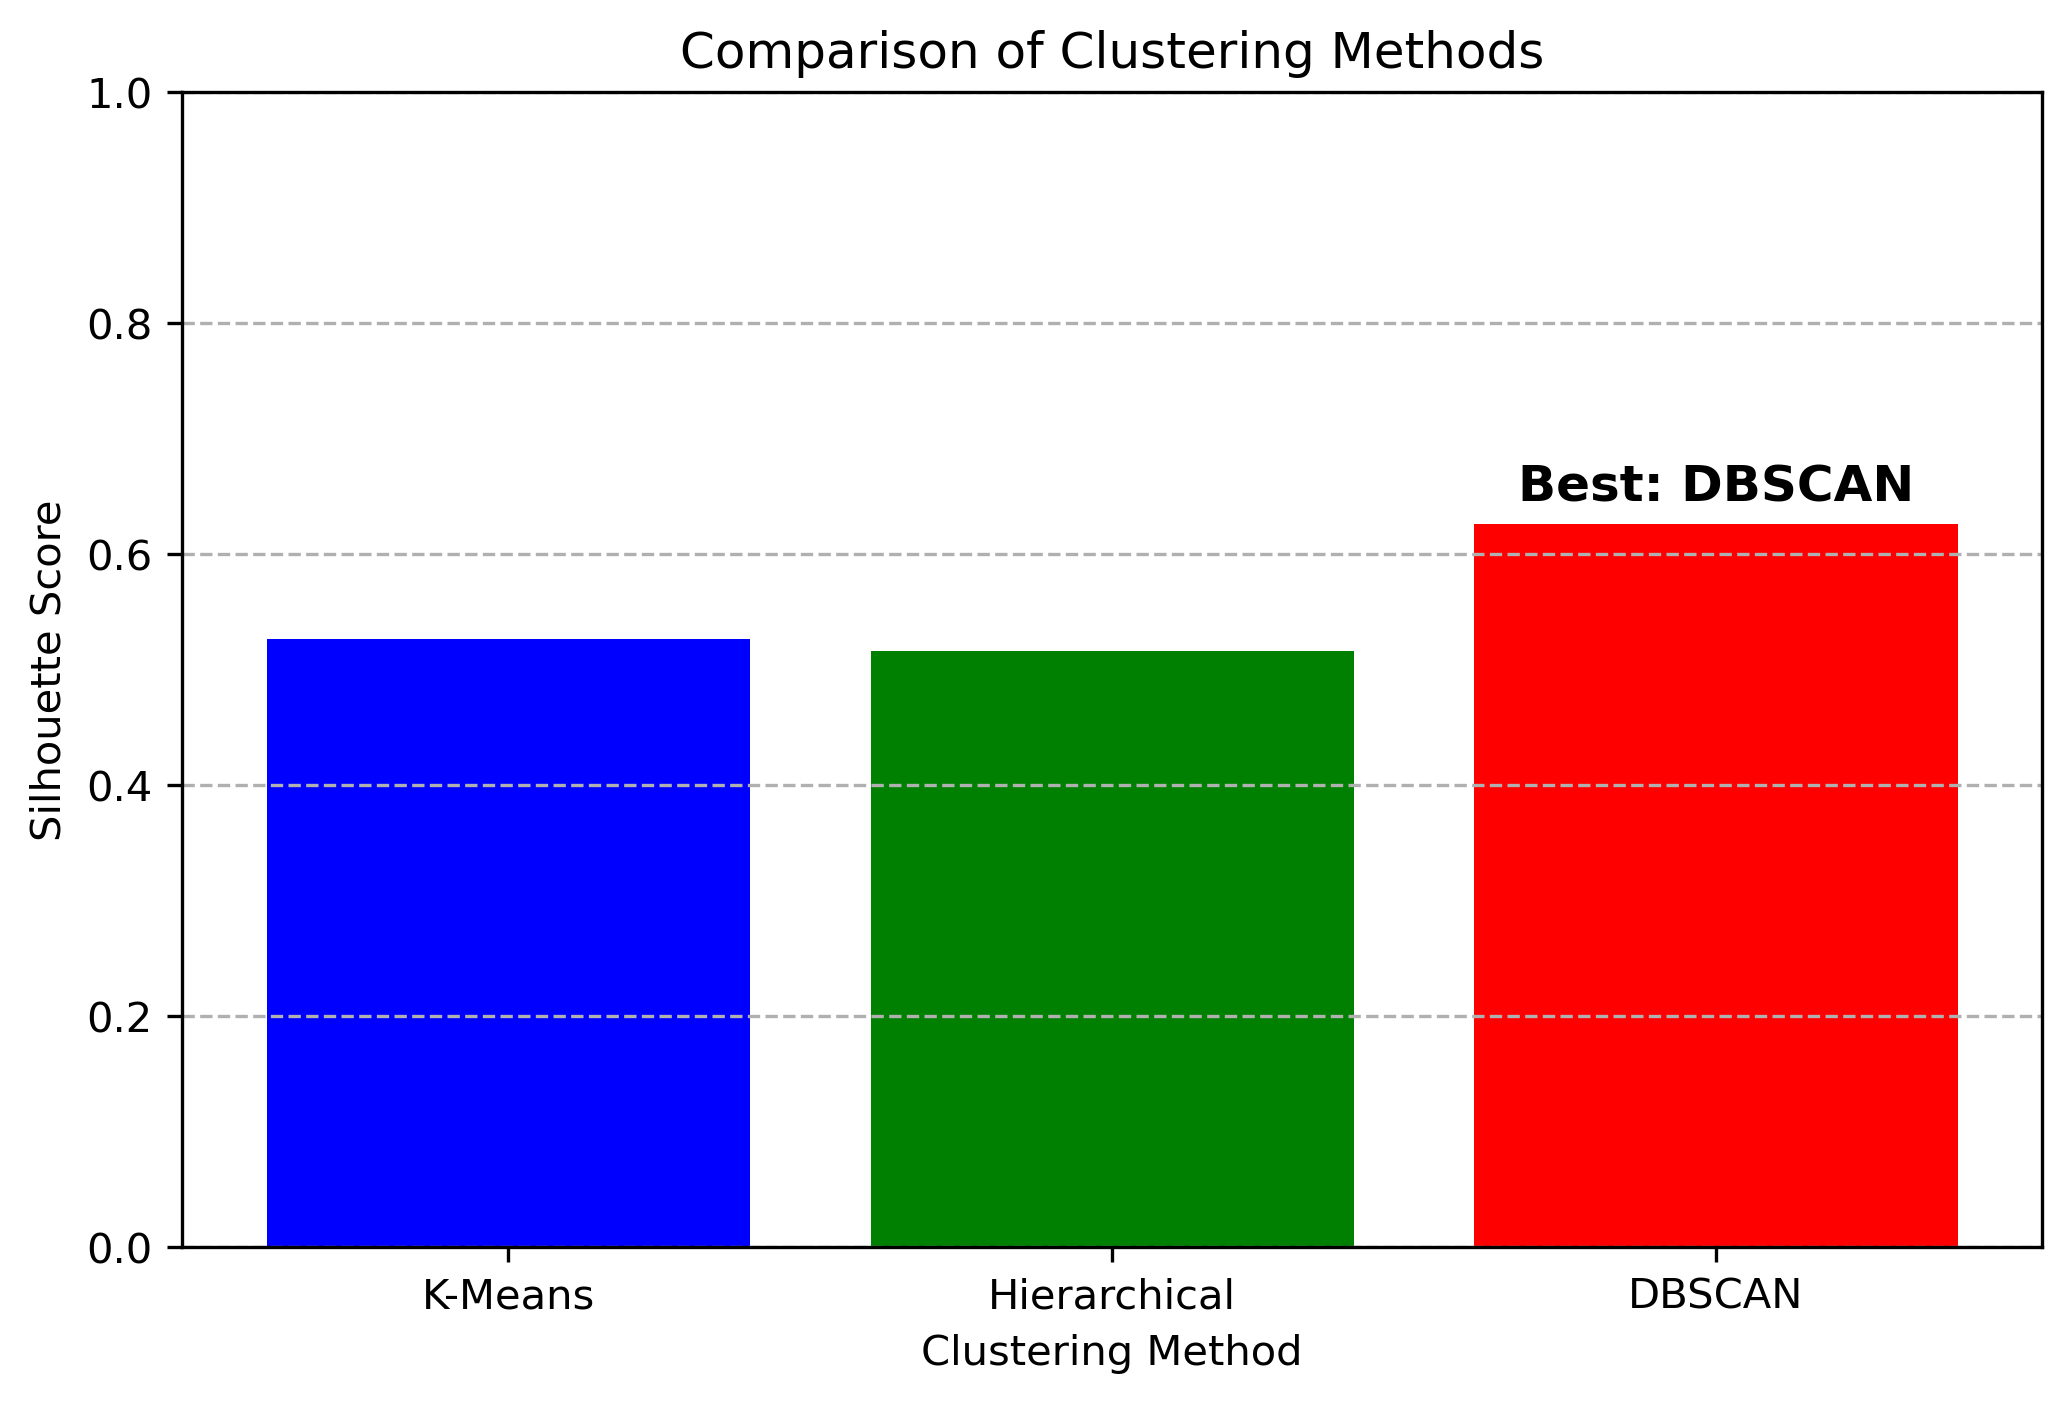 Comparison of Clustering Methods
1.0
0.8
0.6
0.4
0.2
0.0
Silhouette Score
Best: DBSCAN
K-Means
Hierarchical
DBSCAN
Clustering Method